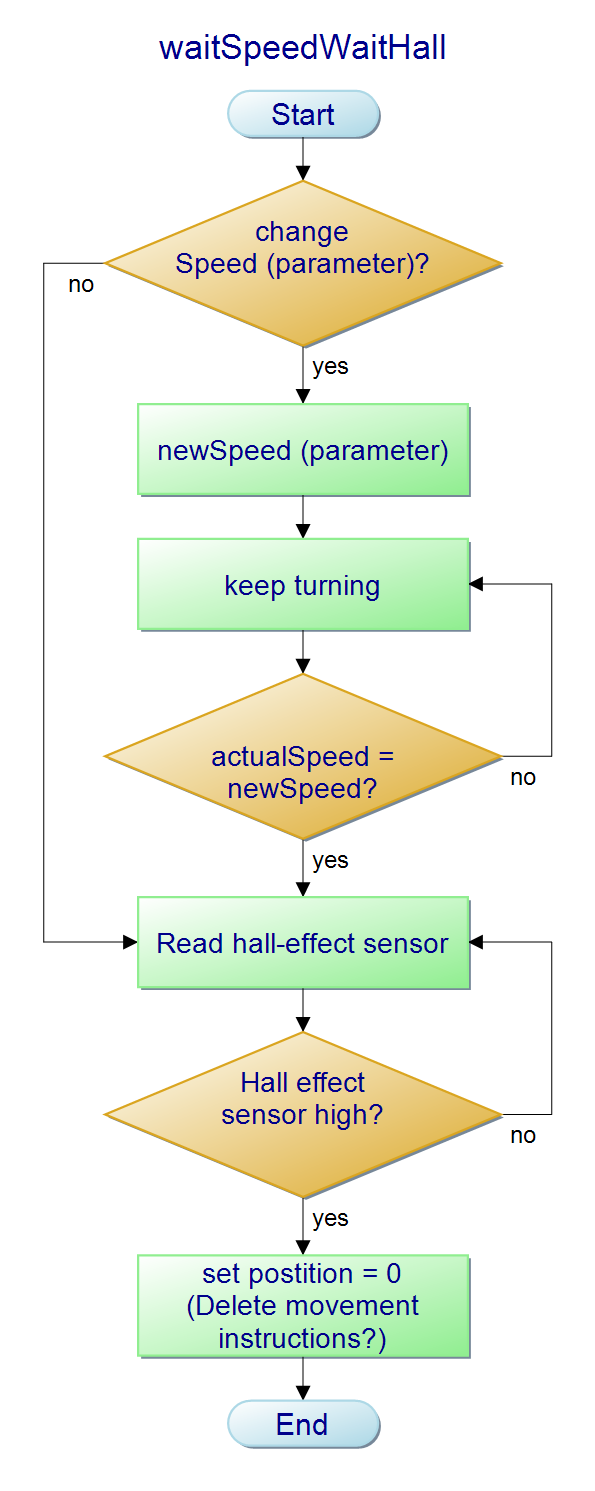 waitSpeedWaitHall
Start
change
Speed (parameter)?
no
yes
newSpeed (parameter)
keep turning
actualSpeed =
newSpeed?
no
yes
Read hall-effect sensor
Hall effect
sensor high?
no
yes
set postition = 0
(Delete movement
instructions?)
End